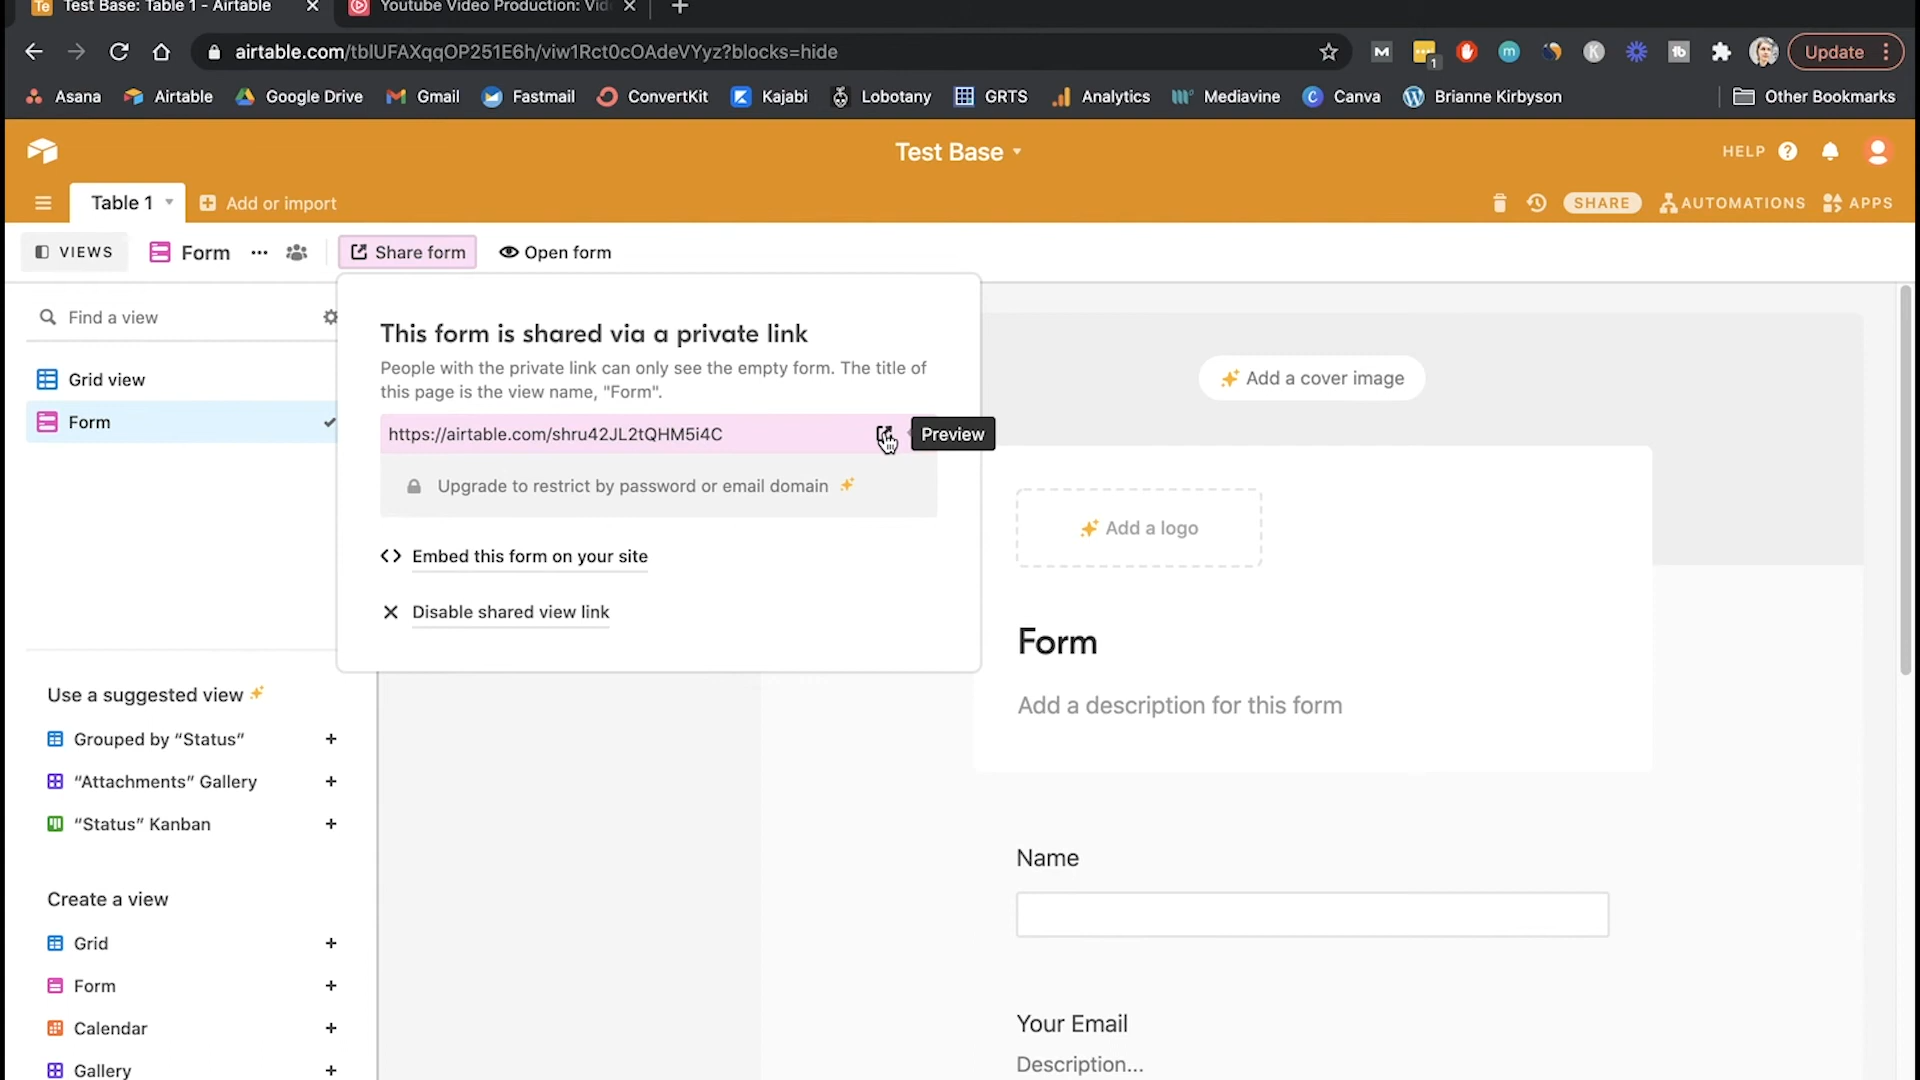 Te Test Base: Table 1 - Airtable
Youtube Video Production: Vid
airtable.com/tblUFAXqqOP251E6h/viw1Rct0cOAdeVYyz?blocks=hide
M
1
m
K
tb
Update
Asana
Airtable
Google Drive
Gmail
Fastmail
ConvertKit
Kajabi
Lobotany
GRTS
Analytics
Mediavine
Canva
Brianne Kirbyson
Other Bookmarks
Test Base
HELP ?
Table 1
Add or import
SHARE
AUTOMATIONS
APPS
VIEWS
Form
Share form
Open form
Find a view
Grid view
Form
This form is shared via a private link
People with the private link can only see the empty form. The title of
this page is the view name, "Form".
https://airtable.com/shru42JL2tQHM5i4C
Preview
Upgrade to restrict by password or email domain
Embed this form on your site
Disable shared view link
Add a cover image
Add a logo
Form
Add a description for this form
Name
Your Email
Description...
Use a suggested view
Grouped by “Status”
“Attachments” Gallery
“Status” Kanban
Create a view
Grid
Form
Calendar
Gallery